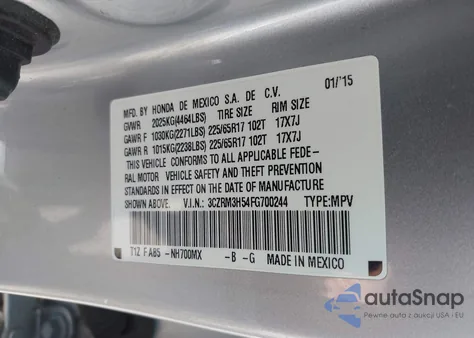 MFD. BY HONDA DE MEXICO S.A. DE C.V. 01/'15
GVWR 2025KG(4464LBS) TIRE SIZE RIM SIZE
GAWR F 1030KG(2271LBS) 225/65R17 102T 17X7J
GAWR R 1015KG(2238LBS) 225/65R17 102T 17X7J
THIS VEHICLE CONFORMS TO ALL APPLICABLE FEDE-
RAL MOTOR VEHICLE SAFETY AND THEFT PREVENTION
STANDARDS IN EFFECT ON THE DATE OF MANUFACTURE
SHOWN ABOVE. V.I.N.: 3CZRM3H54FG700244 TYPE:MPV
T1Z F AB5 -NH700MX -B -G MADE IN MEXICO
autoSnap
Pewne auta z aukcji USA i EU